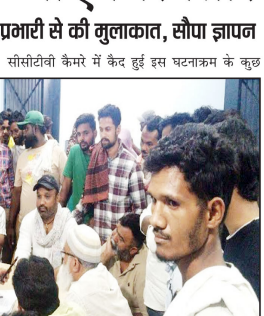 प्रभारी से की मुलाकात, सौपा ज्ञापन
सीसीटीवी कैमरे में कैद हुई इस घटनाक्रम के कुछ